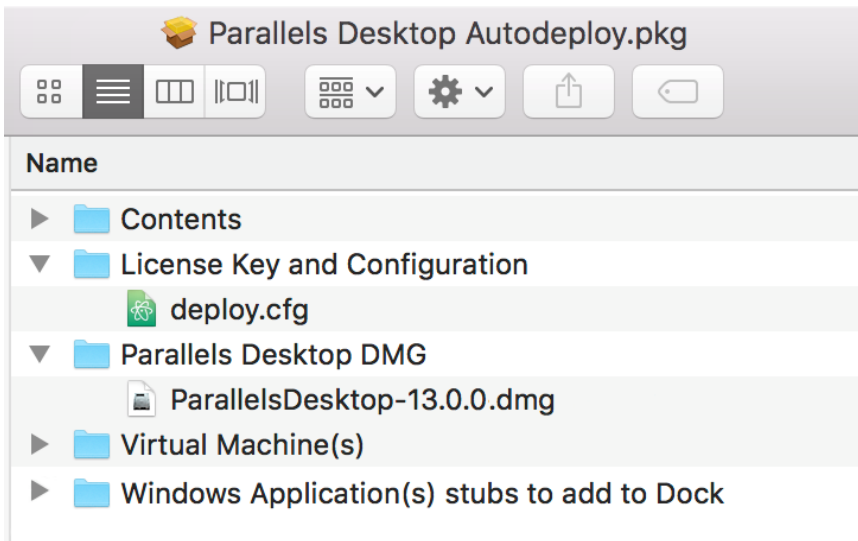 Parallels Desktop Autodeploy.pkg
Name
Contents
License Key and Configuration
deploy.cfg
Parallels Desktop DMG
ParallelsDesktop-13.0.0.dmg
Virtual Machine(s)
Windows Application(s) stubs to add to Dock